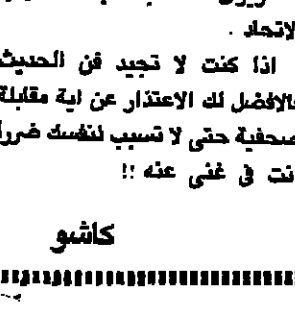 لاتحاد .
اذا كنت لا تجيد فن الحديث
فالافضل لك الاعتذار عن اية مقابلة
صحفية حتى لا تسبب لنفسك ضررا
انت في غنى عنه !!
كاشو